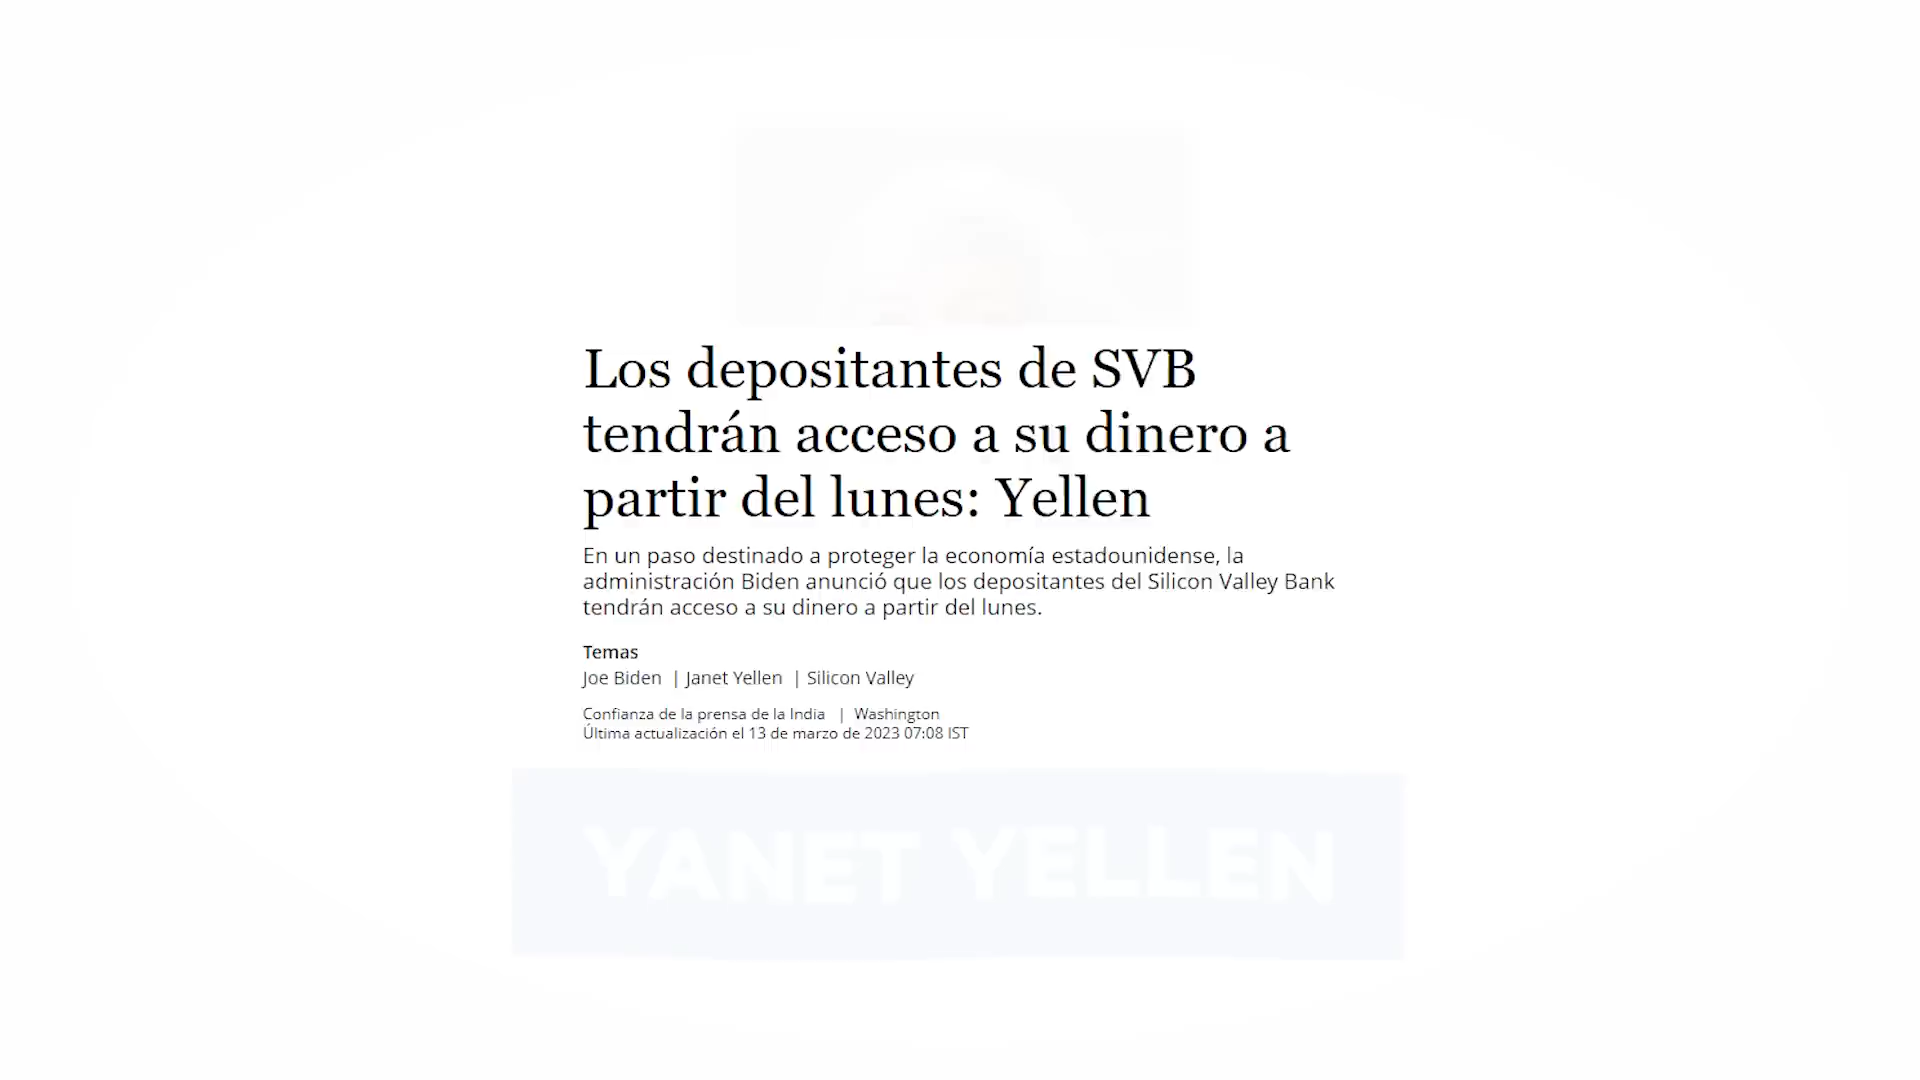 Los depositantes de SVB
tendrán acceso a su dinero a
partir del lunes: Yellen
En un paso destinado a proteger la economía estadounidense, la
administración Biden anunció que los depositantes del Silicon Valley Bank
tendrán acceso a su dinero a partir del lunes.
Temas
Joe Biden | Janet Yellen | Silicon Valley
Confianza de la prensa de la India | Washington
Última actualización el 13 de marzo de 2023 07:08 IST
YANET YELLEN